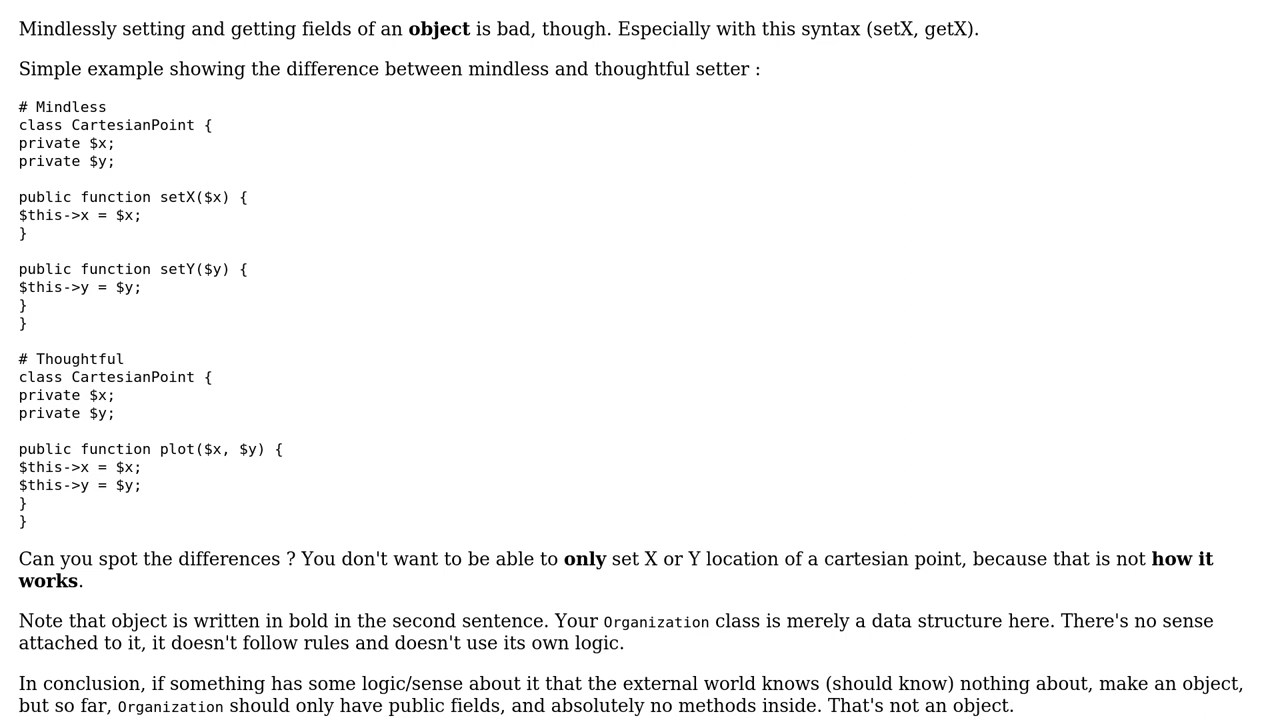 Mindlessly setting and getting fields of an object is bad, though. Especially with this syntax (setX, getX).
Simple example showing the difference between mindless and thoughtful setter :
# Mindless
class CartesianPoint {
private $x;
private $y;
public function setX($x) {
$this->x = $x;
}
public function setY($y) {
$this->y = $y;
}
}
# Thoughtful
class CartesianPoint {
private $x;
private $y;
public function plot($x, $y) {
$this->x = $x;
$this->y = $y;
}
}
Can you spot the differences ? You don't want to be able to only set X or Y location of a cartesian point, because that is not how it
works.
Note that object is written in bold in the second sentence. Your Organization class is merely a data structure here. There's no sense
attached to it, it doesn't follow rules and doesn't use its own logic.
In conclusion, if something has some logic/sense about it that the external world knows (should know) nothing about, make an object,
but so far, Organization should only have public fields, and absolutely no methods inside. That's not an object.